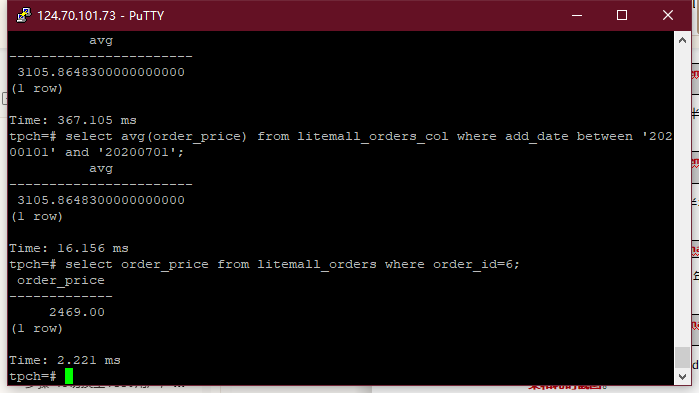 124.70.101.73 - PuTTY
avg
-----------------------
3105.8648300000000000
(1 row)
Time: 367.105 ms
tpch=# select avg(order_price) from litemall_orders_col where add_date between '202
00101' and '20200701';
avg
-----------------------
3105.8648300000000000
(1 row)
Time: 16.156 ms
tpch=# select order_price from litemall_orders where order_id=6;
order_price
-------------
2469.00
(1 row)
Time: 2.221 ms
tpch=#